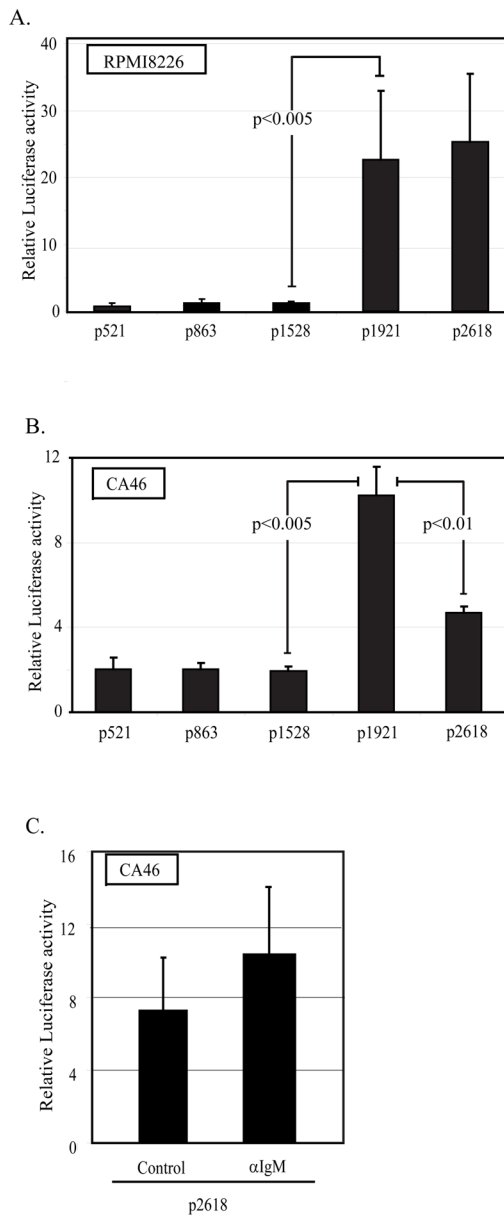 A.
40
RPMI8226
30
p<0.005
Relative Luciferase activity
20
10
0
p521 p863 p1528 p1921 p2618
B.
12
CA46
p<0.005 p<0.01
8
Relative Luciferase activity
4
0
p521 p863 p1528 p1921 p2618
C.
16
CA46
12
Relative Luciferase activity
8
4
0
Control αIgM
p2618